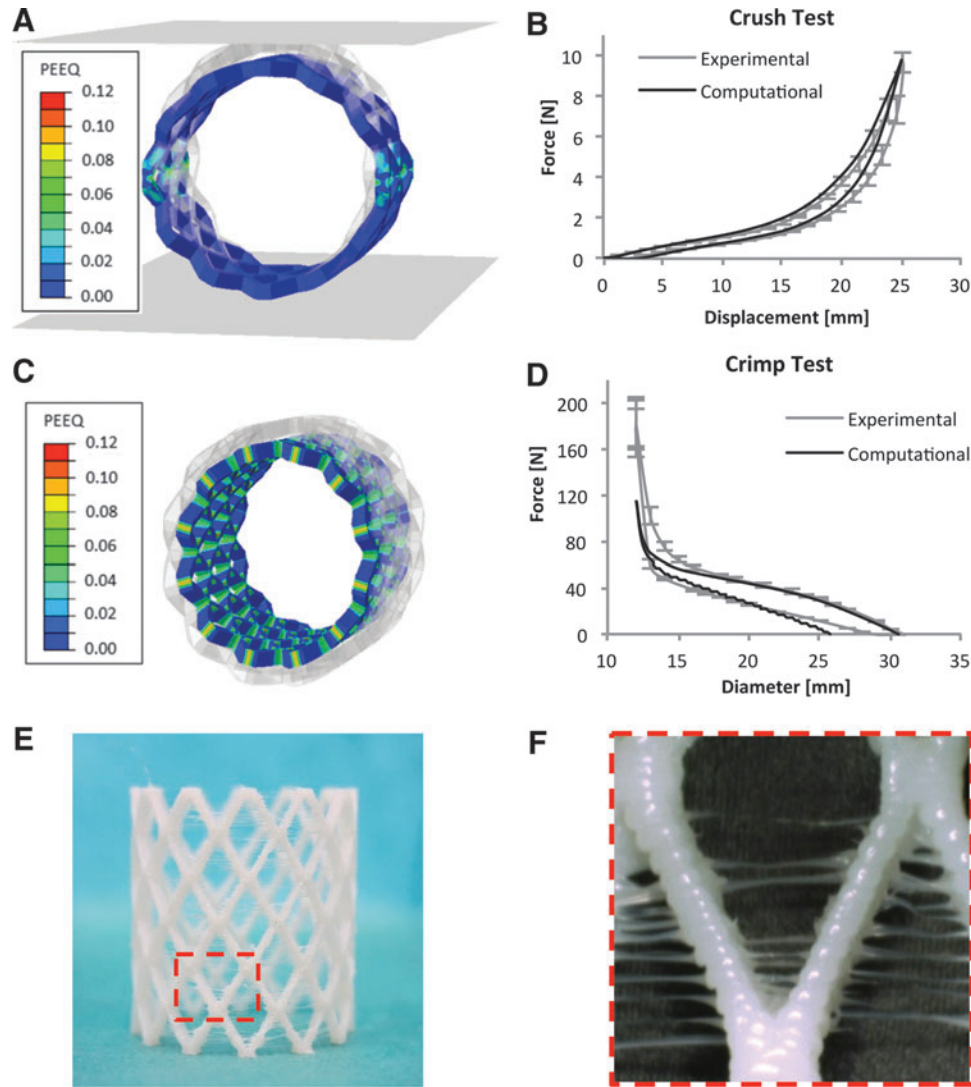 A
PEEQ
0.12
0.10
0.08
0.06
0.04
0.02
0.00
B
Crush Test
Experimental
Computational
Force [N]
10
8
6
4
2
0
0 5 10 15 20 25 30
Displacement [mm]
C
PEEQ
0.12
0.10
0.08
0.06
0.04
0.02
0.00
D
Crimp Test
Experimental
Computational
Force [N]
200
160
120
80
40
0
10 15 20 25 30 35
Diameter [mm]
E
F